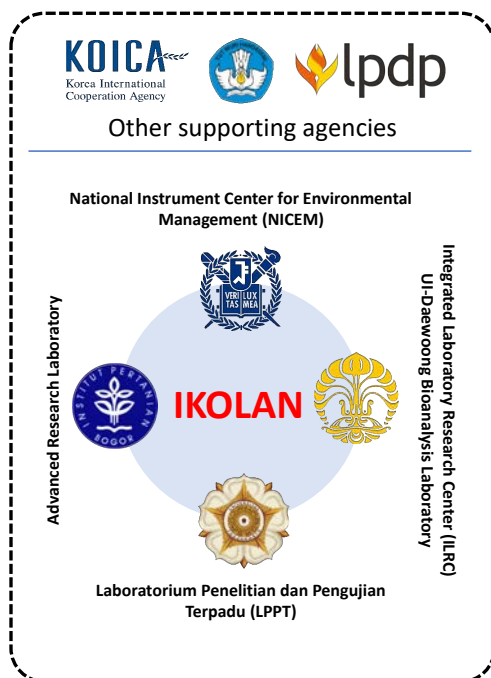 KOICA
Korea International
Cooperation Agency
lpdp
Other supporting agencies
National Instrument Center for Environmental
Management (NICEM)
VERI LUX
TAS MEA
Advanced Research Laboratory
INSTITUT PERTANIAN
BOGOR
IKOLAN
Integrated Laboratory Research Center (ILRC)
UI-Daewoong Bioanalysis Laboratory
Laboratorium Penelitian dan Pengujian
Terpadu (LPPT)